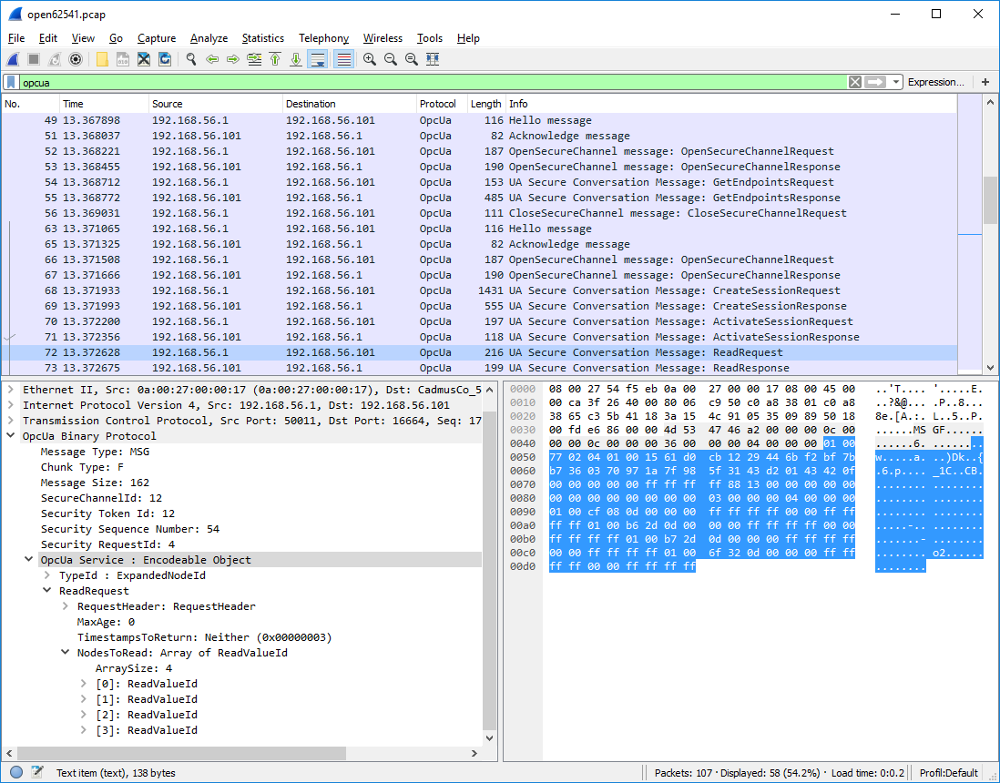 open62541.pcap
File Edit View Go Capture Analyze Statistics Telephony Wireless Tools Help
opcua Expression... +
No. Time Source Destination Protocol Length Info
49 13.367898 192.168.56.1 192.168.56.101 OpcUa 116 Hello message
51 13.368037 192.168.56.101 192.168.56.1 OpcUa 82 Acknowledge message
52 13.368221 192.168.56.1 192.168.56.101 OpcUa 187 OpenSecureChannel message: OpenSecureChannelRequest
53 13.368455 192.168.56.101 192.168.56.1 OpcUa 190 OpenSecureChannel message: OpenSecureChannelResponse
54 13.368712 192.168.56.1 192.168.56.101 OpcUa 153 UA Secure Conversation Message: GetEndpointsRequest
55 13.368772 192.168.56.101 192.168.56.1 OpcUa 485 UA Secure Conversation Message: GetEndpointsResponse
56 13.369031 192.168.56.1 192.168.56.101 OpcUa 111 CloseSecureChannel message: CloseSecureChannelRequest
63 13.371065 192.168.56.1 192.168.56.101 OpcUa 116 Hello message
65 13.371325 192.168.56.101 192.168.56.1 OpcUa 82 Acknowledge message
66 13.371508 192.168.56.1 192.168.56.101 OpcUa 187 OpenSecureChannel message: OpenSecureChannelRequest
67 13.371666 192.168.56.101 192.168.56.1 OpcUa 190 OpenSecureChannel message: OpenSecureChannelResponse
68 13.371933 192.168.56.1 192.168.56.101 OpcUa 1431 UA Secure Conversation Message: CreateSessionRequest
69 13.371993 192.168.56.101 192.168.56.1 OpcUa 555 UA Secure Conversation Message: CreateSessionResponse
70 13.372200 192.168.56.1 192.168.56.101 OpcUa 197 UA Secure Conversation Message: ActivateSessionRequest
71 13.372356 192.168.56.101 192.168.56.1 OpcUa 118 UA Secure Conversation Message: ActivateSessionResponse
72 13.372628 192.168.56.1 192.168.56.101 OpcUa 216 UA Secure Conversation Message: ReadRequest
73 13.372675 192.168.56.101 192.168.56.1 OpcUa 199 UA Secure Conversation Message: ReadResponse
Ethernet II, Src: 0a:00:27:00:00:17 (0a:00:27:00:00:17), Dst: CadmusCo_5
Internet Protocol Version 4, Src: 192.168.56.1, Dst: 192.168.56.101
Transmission Control Protocol, Src Port: 50011, Dst Port: 16664, Seq: 17
OpcUa Binary Protocol
Message Type: MSG
Chunk Type: F
Message Size: 162
SecureChannelId: 12
Security Token Id: 12
Security Sequence Number: 54
Security RequestId: 4
OpcUa Service : Encodeable Object
TypeId : ExpandedNodeId
ReadRequest
RequestHeader: RequestHeader
MaxAge: 0
TimestampsToReturn: Neither (0x00000003)
NodesToRead: Array of ReadValueId
ArraySize: 4
[0]: ReadValueId
[1]: ReadValueId
[2]: ReadValueId
[3]: ReadValueId
0000 08 00 27 54 f5 eb 0a 00 27 00 00 17 08 00 45 00 ..'T.... '.....E.
0010 00 ca 3f 26 40 00 80 06 c9 50 c0 a8 38 01 c0 a8 ..?&@... .P..8...
0020 38 65 c3 5b 41 18 3a 15 4c 91 05 35 09 89 50 18 8e.[A.:. L..5..P.
0030 00 fd e6 86 00 00 4d 53 47 46 a2 00 00 00 0c 00 ......MS GF......
0040 00 00 0c 00 00 00 36 00 00 00 04 00 00 00 01 00 ......6. ........
0050 77 02 04 01 00 15 61 d0 cb 12 29 44 6b f2 bf 7b w.....a. ..)Dk..{
0060 b7 36 03 70 97 1a 7f 98 5f 31 43 d2 01 43 42 0f .6.p.... _1C..CB.
0070 00 00 00 00 00 ff ff ff ff 88 13 00 00 00 00 00 ........ ........
0080 00 00 00 00 00 00 00 00 03 00 00 00 04 00 00 00 ........ ........
0090 01 00 cf 08 0d 00 00 00 ff ff ff ff 00 00 ff ff ........ ........
00a0 ff ff 01 00 b6 2d 0d 00 00 00 ff ff ff ff 00 00 .....-.. ........
00b0 ff ff ff ff 01 00 b7 2d 0d 00 00 00 ff ff ff ff .......- ........
00c0 00 00 ff ff ff ff 01 00 6f 32 0d 00 00 00 ff ff ........ o2......
00d0 ff ff 00 00 ff ff ff ff ........
Text item (text), 138 bytes Packets: 107 · Displayed: 58 (54.2%) · Load time: 0:0.2 Profil:Default